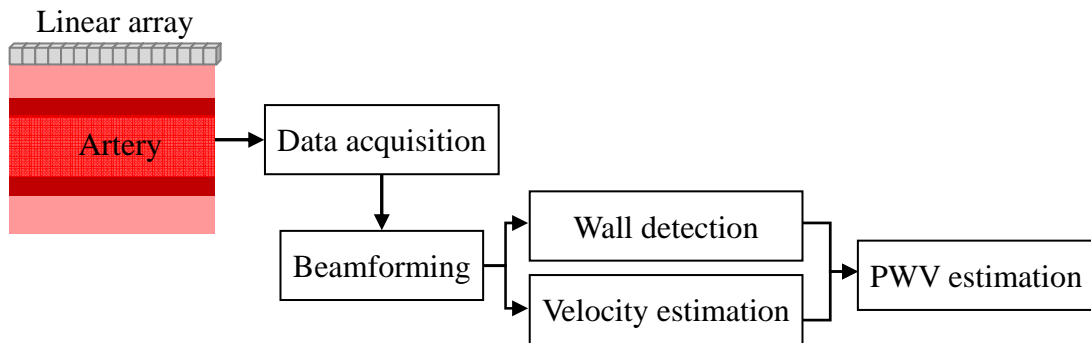 Linear array
Artery
Data acquisition
Beamforming
Wall detection
Velocity estimation
PWV estimation